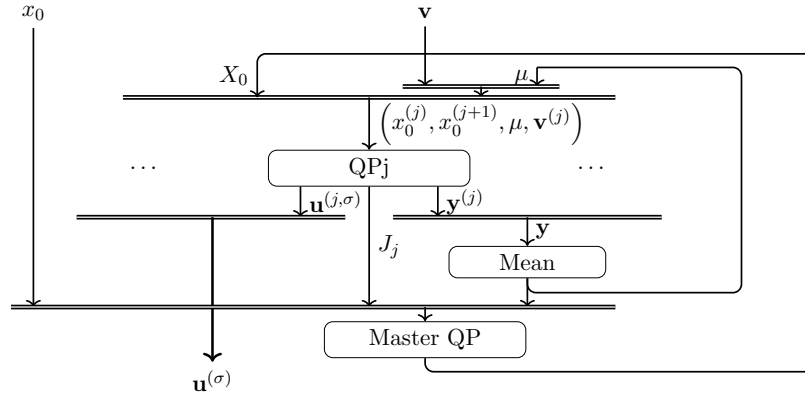 x_0 v
X_0 μ
(x_0^{(j)}, x_0^{(j+1)}, μ, v^{(j)})
... QPj ...
u^{(j,σ)} y^{(j)}
J_j y
Mean
Master QP
u^{(σ)}